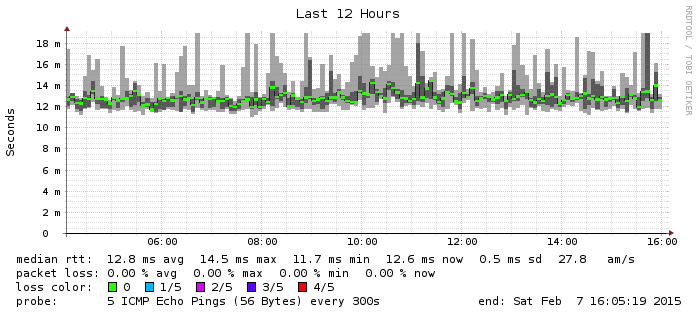 Last 12 Hours
RRDTOOL / TOBI OETIKER
Seconds
18 m
16 m
14 m
12 m
10 m
8 m
6 m
4 m
2 m
0
06:00 08:00 10:00 12:00 14:00 16:00
median rtt: 12.8 ms avg 14.5 ms max 11.7 ms min 12.6 ms now 0.5 ms sd 27.8 am/s
packet loss: 0.00 % avg 0.00 % max 0.00 % min 0.00 % now
loss color: 0 1/5 2/5 3/5 4/5
probe: 5 ICMP Echo Pings (56 Bytes) every 300s end: Sat Feb 7 16:05:19 2015